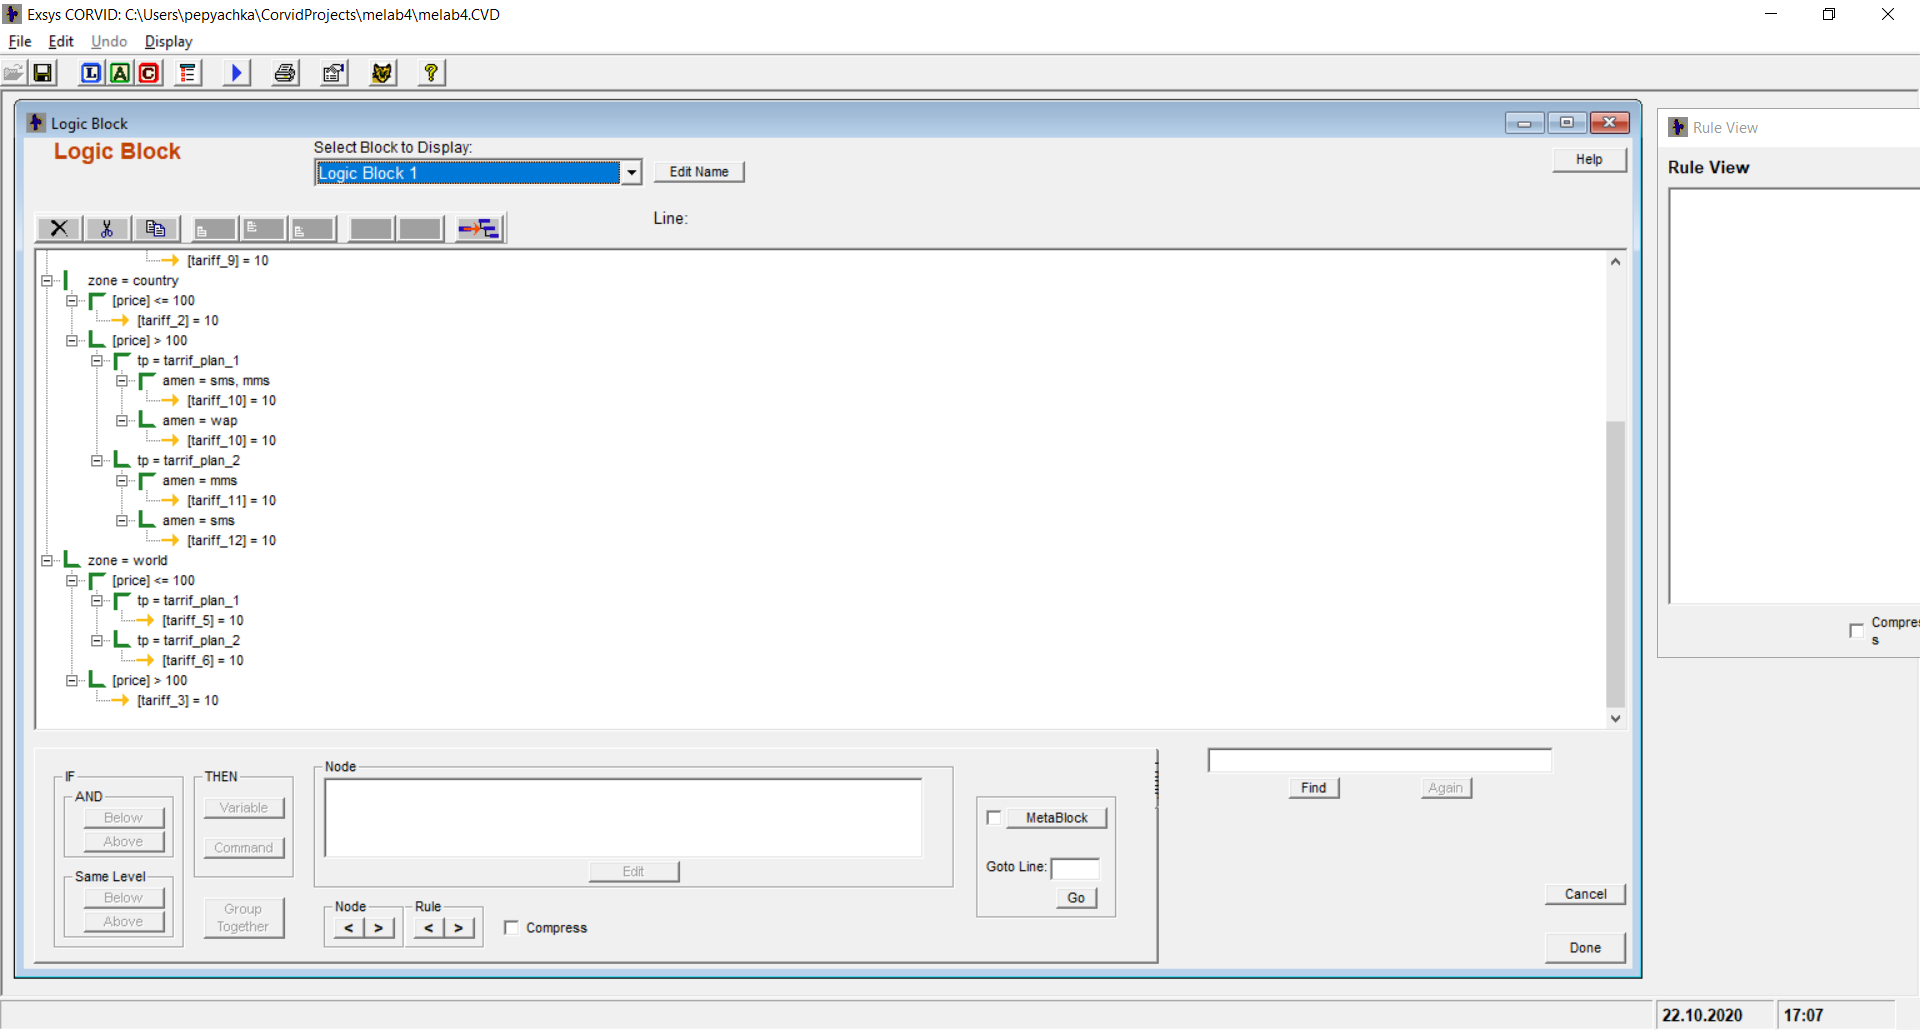 Exsys CORVID: C:\Users\pepyachka\CorvidProjects\melab4\melab4.CVD
File Edit Undo Display
L A C ?
Logic Block
Logic Block
Select Block to Display:
Logic Block 1
Edit Name
Help
Line:
[tariff_9] = 10
zone = country
[price] <= 100
[tariff_2] = 10
[price] > 100
tp = tarrif_plan_1
amen = sms, mms
[tariff_10] = 10
amen = wap
[tariff_10] = 10
tp = tarrif_plan_2
amen = mms
[tariff_11] = 10
amen = sms
[tariff_12] = 10
zone = world
[price] <= 100
tp = tarrif_plan_1
[tariff_5] = 10
tp = tarrif_plan_2
[tariff_6] = 10
[price] > 100
[tariff_3] = 10
IF
AND
Below
Above
Same Level
Below
Above
THEN
Variable
Command
Group
Together
Node
Edit
Node
< >
Rule
< >
Compress
MetaBlock
Goto Line:
Go
Find
Again
Cancel
Done
Rule View
Rule View
Compres
s
22.10.2020
17:07